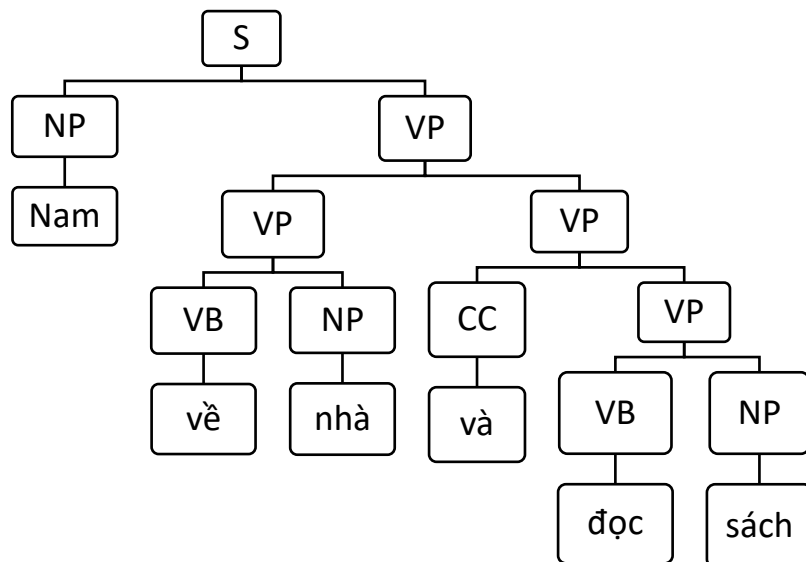 S
NP VP
Nam VP VP
VB NP CC VP
về nhà và VB NP
đọc sách